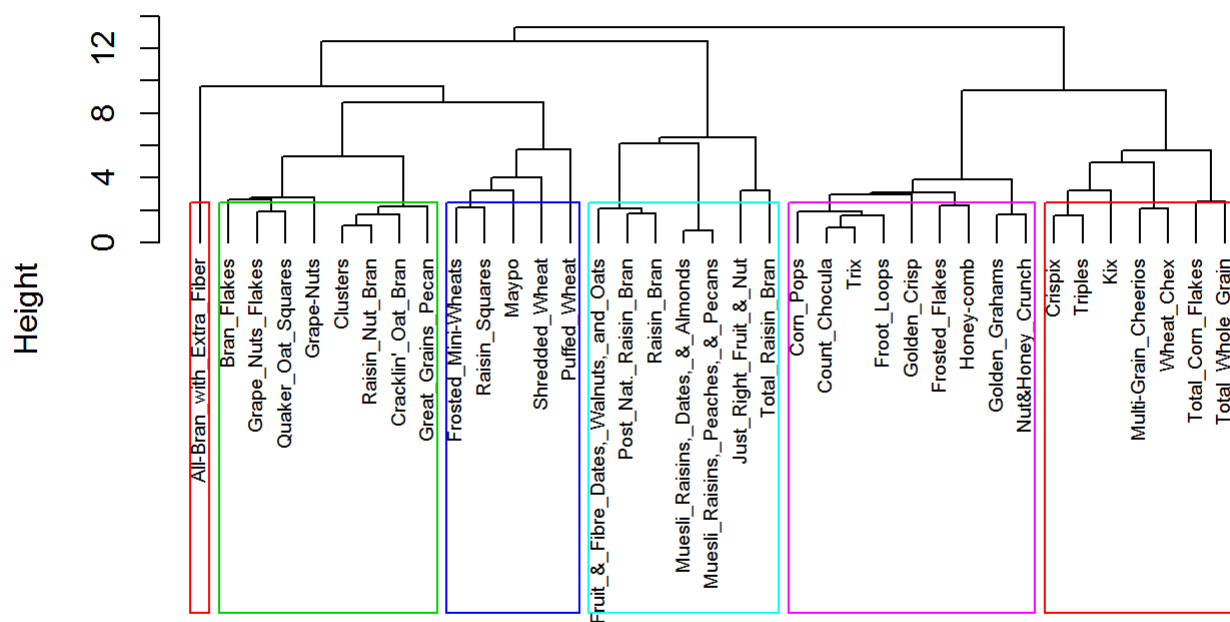 Height
0
4
8
12
All-Bran_with_Extra_Fiber
Bran_Flakes
Grape_Nuts_Flakes
Quaker_Oat_Squares
Grape-Nuts
Clusters
Raisin_Nut_Bran
Cracklin'_Oat_Bran
Great_Grains_Pecan
Frosted_Mini-Wheats
Raisin_Squares
Maypo
Shredded_Wheat
Puffed_Wheat
Fruit_&_Fibre_Dates,_Walnuts,_and_Oats
Post_Nat._Raisin_Bran
Raisin_Bran
Muesli_Raisins,_Dates,_&_Almonds
Muesli_Raisins,_Peaches,_&_Pecans
Just_Right_Fruit_&_Nut
Total_Raisin_Bran
Corn_Pops
Count_Chocula
Trix
Froot_Loops
Golden_Crisp
Frosted_Flakes
Honey-comb
Golden_Grahams
Nut&Honey_Crunch
Crispix
Triples
Kix
Multi-Grain_Cheerios
Wheat_Chex
Total_Corn_Flakes
Total_Whole_Grain